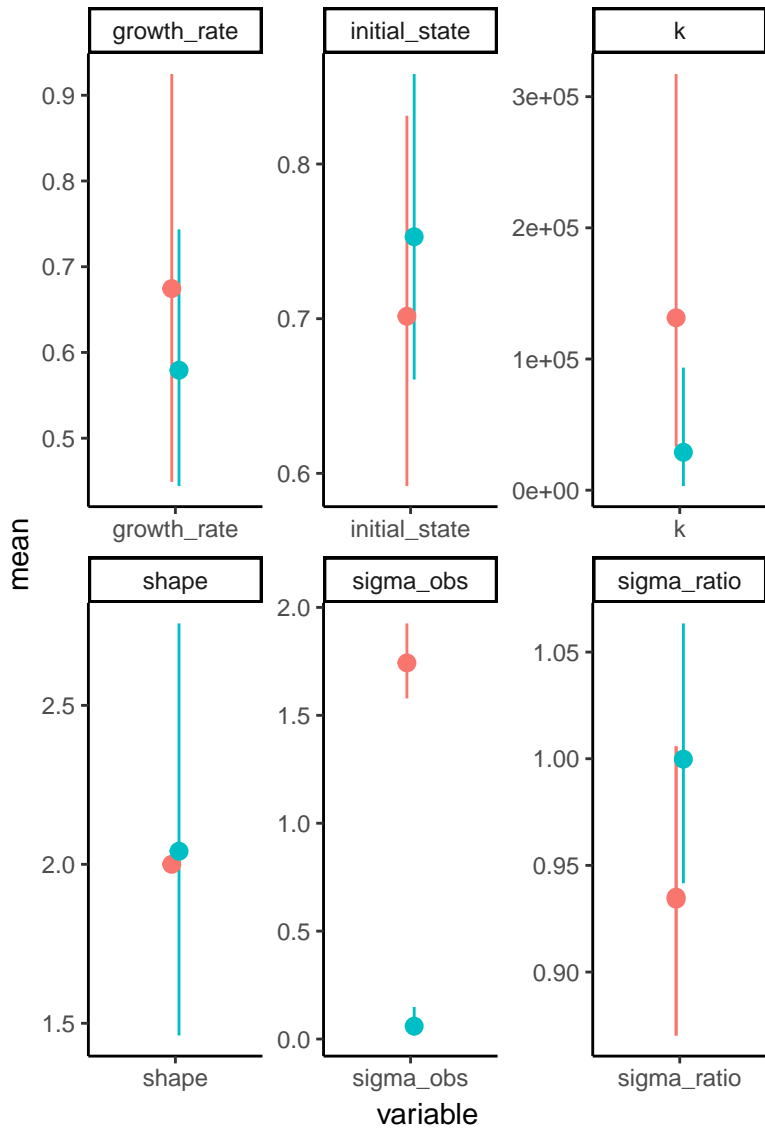 growth_rate
initial_state
k
0.9
0.8
0.7
0.6
0.5
0.8
0.7
0.6
3e+05
2e+05
1e+05
0e+00
growth_rate
initial_state
k
mean
shape
sigma_obs
sigma_ratio
2.5
2.0
1.5
2.0
1.5
1.0
0.5
0.0
1.05
1.00
0.95
0.90
shape
sigma_obs
sigma_ratio
variable